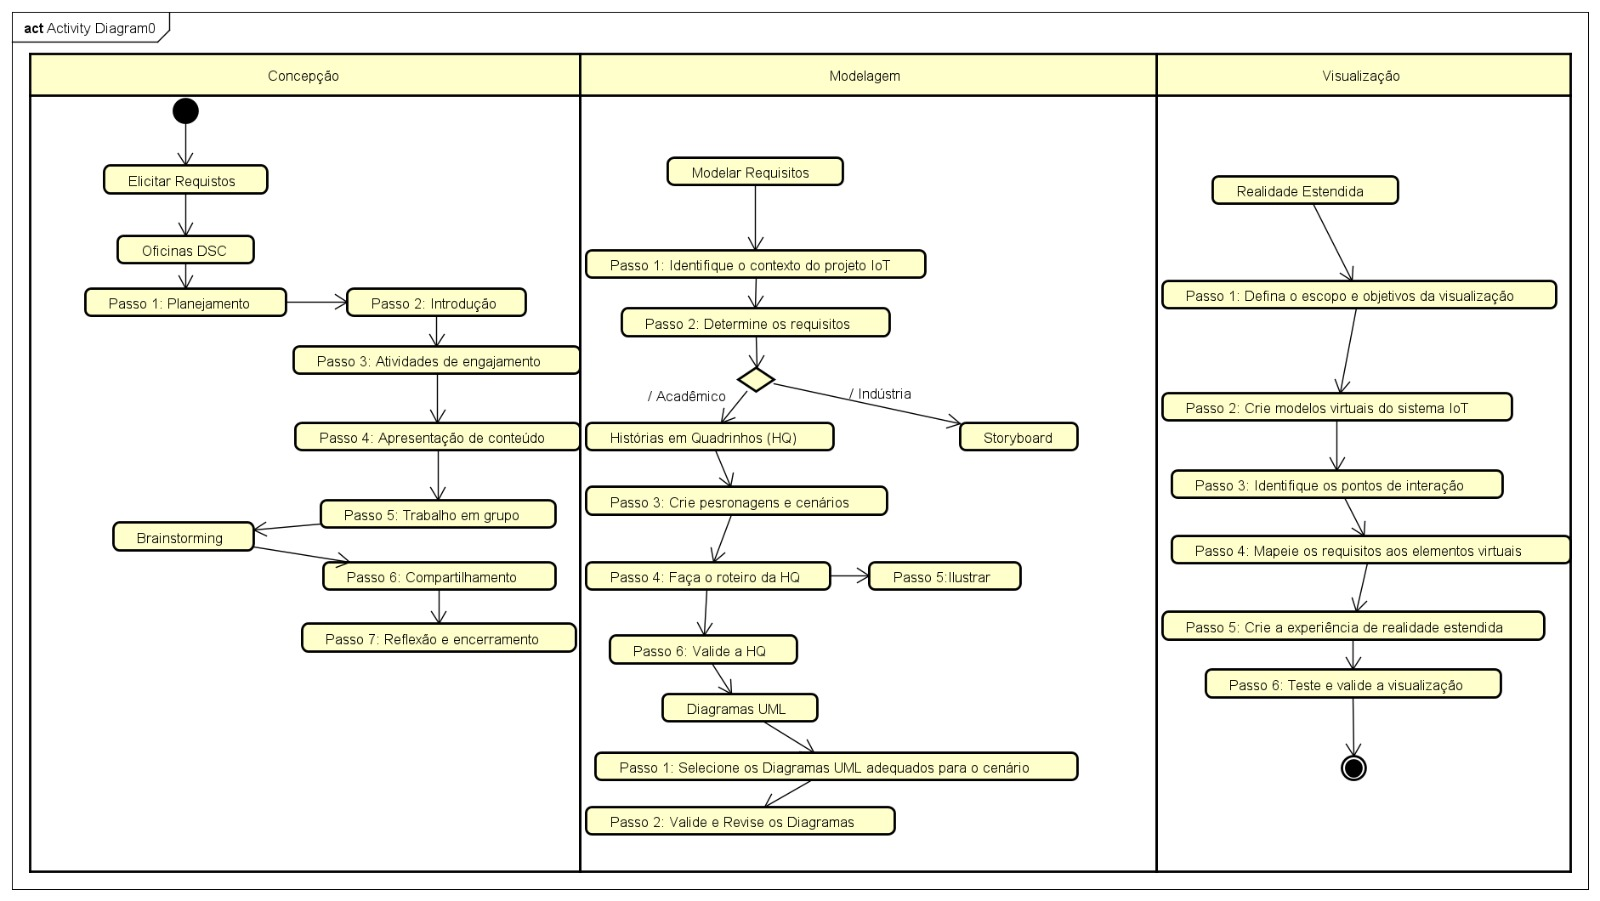 act Activity Diagram0
Concepção
Modelagem
Visualização
Elicitar Requistos
Oficinas DSC
Passo 1: Planejamento
Passo 2: Introdução
Passo 3: Atividades de engajamento
Passo 4: Apresentação de conteúdo
Passo 5: Trabalho em grupo
Brainstorming
Passo 6: Compartilhamento
Passo 7: Reflexão e encerramento
Modelar Requisitos
Passo 1: Identifique o contexto do projeto IoT
Passo 2: Determine os requisitos
/ Acadêmico
/ Indústria
Histórias em Quadrinhos (HQ)
Storyboard
Passo 3: Crie pesronagens e cenários
Passo 4: Faça o roteiro da HQ
Passo 5:Ilustrar
Passo 6: Valide a HQ
Diagramas UML
Passo 1: Selecione os Diagramas UML adequados para o cenário
Passo 2: Valide e Revise os Diagramas
Realidade Estendida
Passo 1: Defina o escopo e objetivos da visualização
Passo 2: Crie modelos virtuais do sistema IoT
Passo 3: Identifique os pontos de interação
Passo 4: Mapeie os requisitos aos elementos virtuais
Passo 5: Crie a experiência de realidade estendida
Passo 6: Teste e valide a visualização